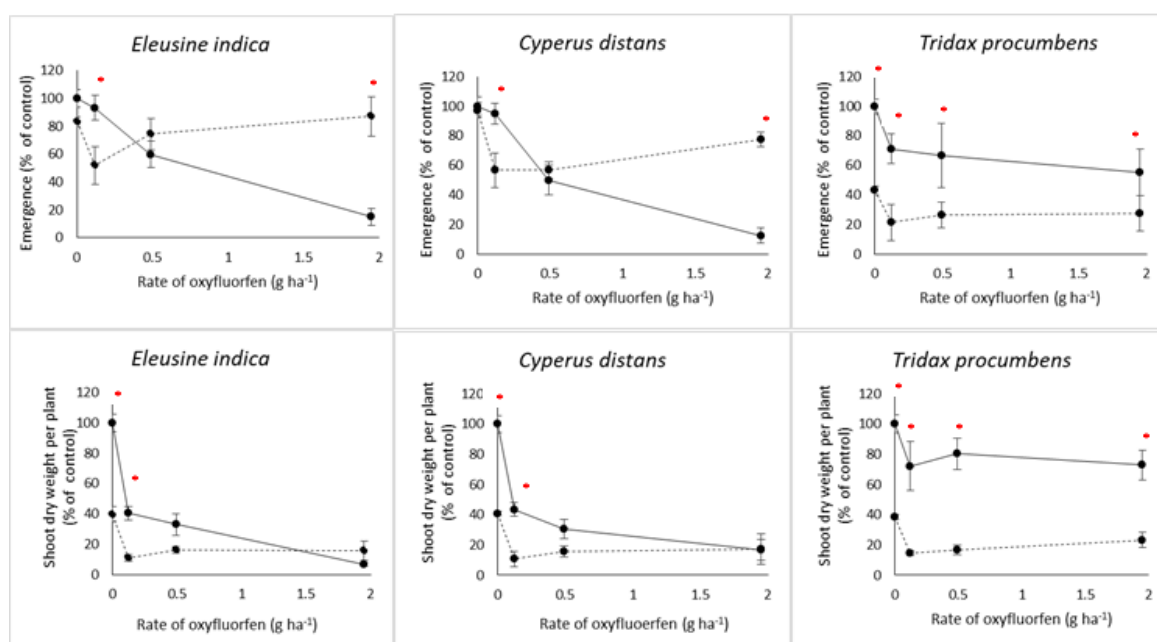 Eleusine indica
Emergence (% of control)
120
100
80
60
40
20
0
0 0.5 1 1.5 2
Rate of oxyfluorfen (g ha⁻¹)
Cyperus distans
Emergence (% of control)
120
100
80
60
40
20
0
0 0.5 1 1.5 2
Rate of oxyfluorfen (g ha⁻¹)
Tridax procumbens
Emergence (% of control)
120
100
80
60
40
20
0
0 0.5 1 1.5 2
Rate of oxyfluorfen (g ha⁻¹)
Eleusine indica
Shoot dry weight per plant
(% of control)
120
100
80
60
40
20
0
0 0.5 1 1.5 2
Rate of oxyfluorfen (g ha⁻¹)
Cyperus distans
Shoot dry weight per plant
(% of control)
120
100
80
60
40
20
0
0 0.5 1 1.5 2
Rate of oxyfluoerfen (g ha⁻¹)
Tridax procumbens
Shoot dry weight per plant
(% of control)
120
100
80
60
40
20
0
0 0.5 1 1.5 2
Rate of oxyfluorfen (g ha⁻¹)